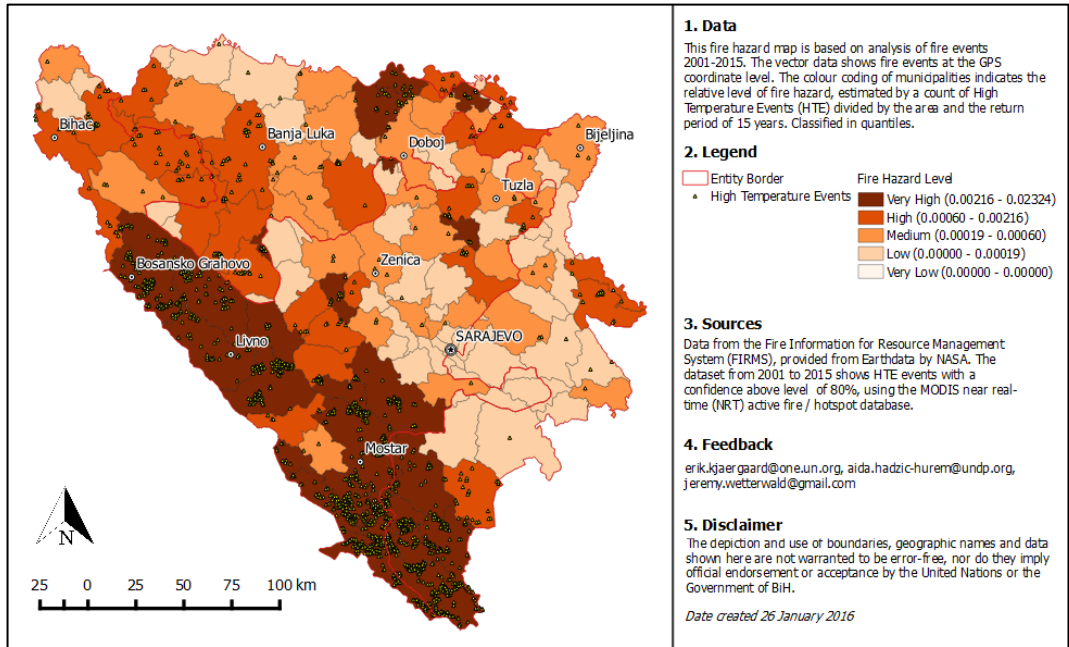 Bihac
Banja Luka
Doboj
Bijeljina
Tuzla
Bosansko Grahovo
Zenica
Livno
SARAJEVO
Mostar
N
25 0 25 50 75 100 km
1. Data
This fire hazard map is based on analysis of fire events
2001-2015. The vector data shows fire events at the GPS
coordinate level. The colour coding of municipalities indicates the
relative level of fire hazard, estimated by a count of High
Temperature Events (HTE) divided by the area and the return
period of 15 years. Classified in quantiles.
2. Legend
Entity Border
High Temperature Events
Fire Hazard Level
Very High (0.00216 - 0.02324)
High (0.00060 - 0.00216)
Medium (0.00019 - 0.00060)
Low (0.00000 - 0.00019)
Very Low (0.00000 - 0.00000)
3. Sources
Data from the Fire Information for Resource Management
System (FIRMS), provided from Earthdata by NASA. The
dataset from 2001 to 2015 shows HTE events with a
confidence above level of 80%, using the MODIS near real-
time (NRT) active fire / hotspot database.
4. Feedback
erik.kjaergaard@one.un.org, aida.hadzic-hurem@undp.org,
jeremy.wetterwald@gmail.com
5. Disclaimer
The depiction and use of boundaries, geographic names and data
shown here are not warranted to be error-free, nor do they imply
official endorsement or acceptance by the United Nations or the
Government of BiH.
Date created 26 January 2016